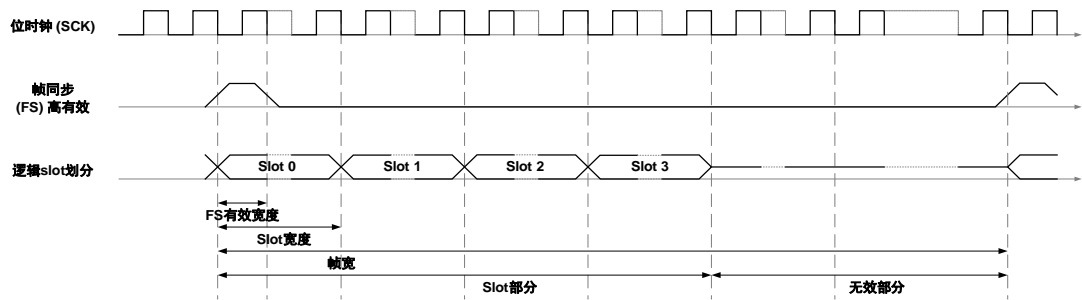 位时钟 (SCK)
帧同步
(FS) 高有效
逻辑slot划分
Slot 0 Slot 1 Slot 2 Slot 3
FS有效宽度
Slot宽度
帧宽
Slot部分 无效部分